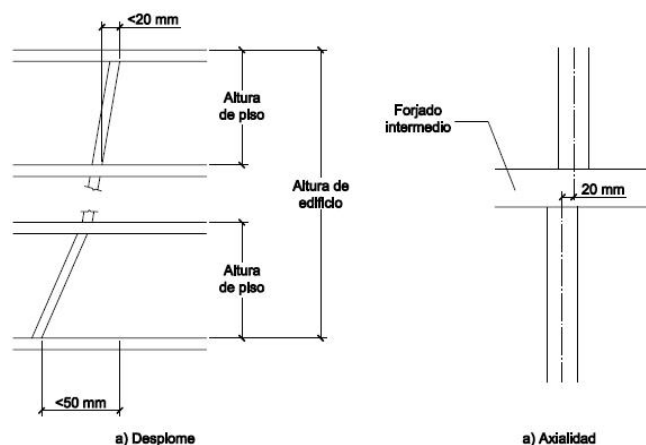 <20 mm
Altura
de piso
Altura de
edificio
Altura
de piso
<50 mm
a) Desplome
Forjado
intermedio
20 mm
a) Axialidad